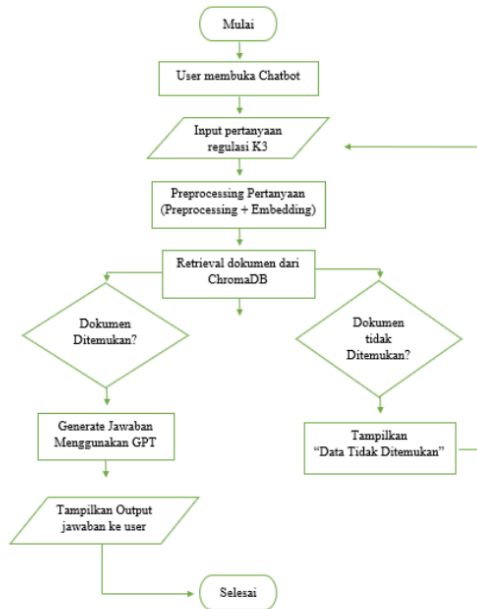 Mulai
User membuka Chatbot
Input pertanyaan
regulasi K3
Preprocessing Pertanyaan
(Preprocessing + Embedding)
Retrieval dokumen dari
ChromaDB
Dokumen
Ditemukan?
Dokumen
tidak
Ditemukan?
Generate Jawaban
Menggunakan GPT
Tampilkan
“Data Tidak Ditemukan”
Tampilkan Output
jawaban ke user
Selesai